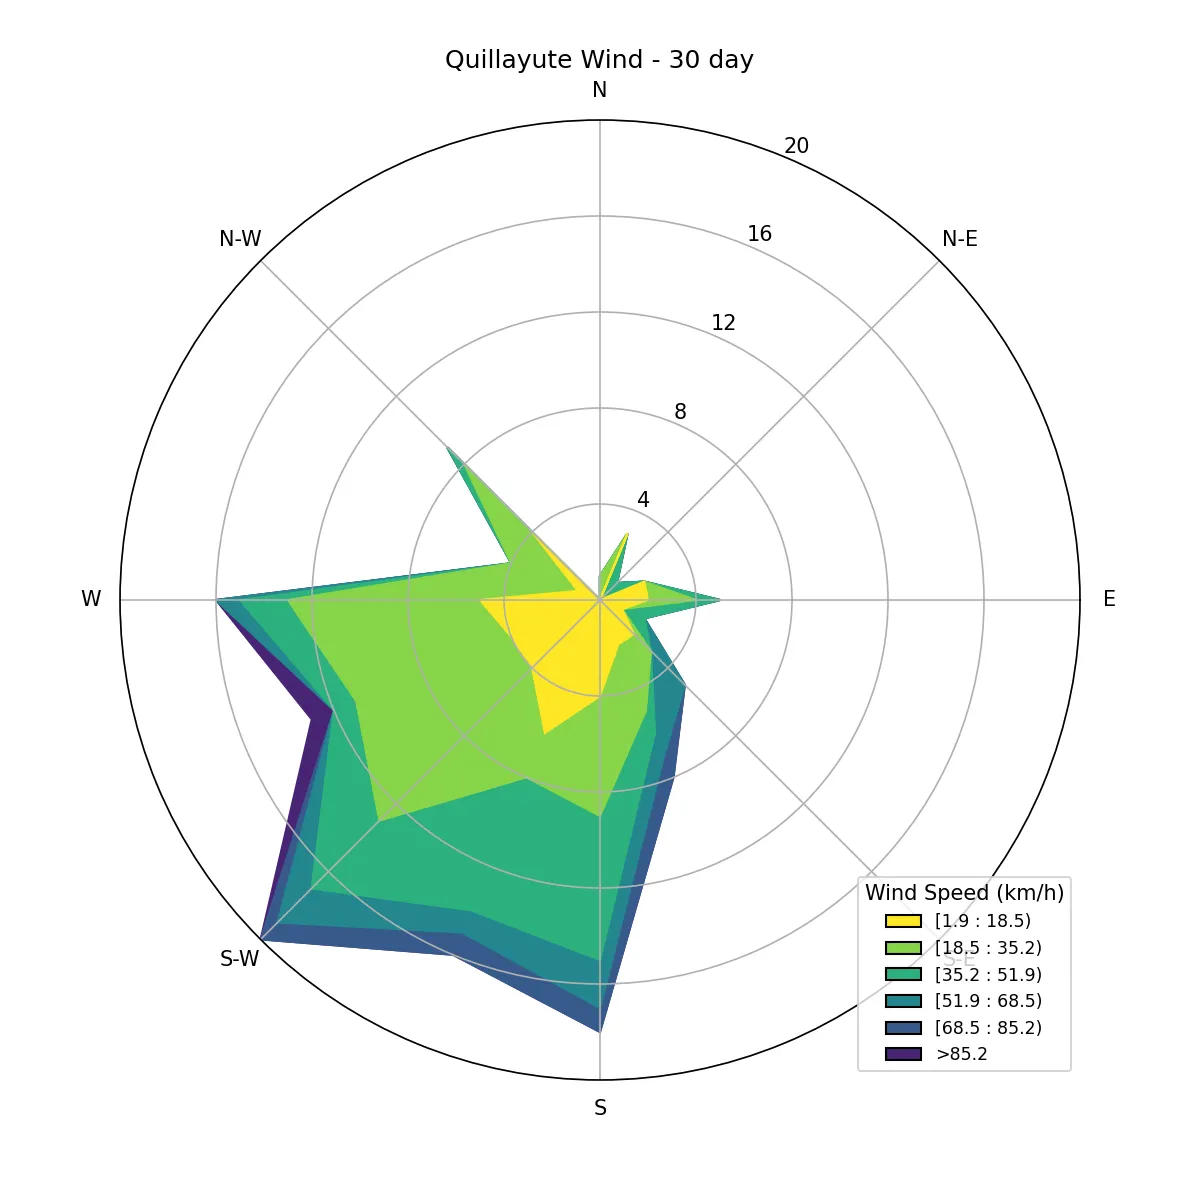 Quillayute Wind - 30 day
N
20
N-W
16
N-E
12
8
4
W
E
Wind Speed (km/h)
[1.9 : 18.5)
[18.5 : 35.2)
S-W
S-E
[35.2 : 51.9)
[51.9 : 68.5)
[68.5 : 85.2)
>85.2
S